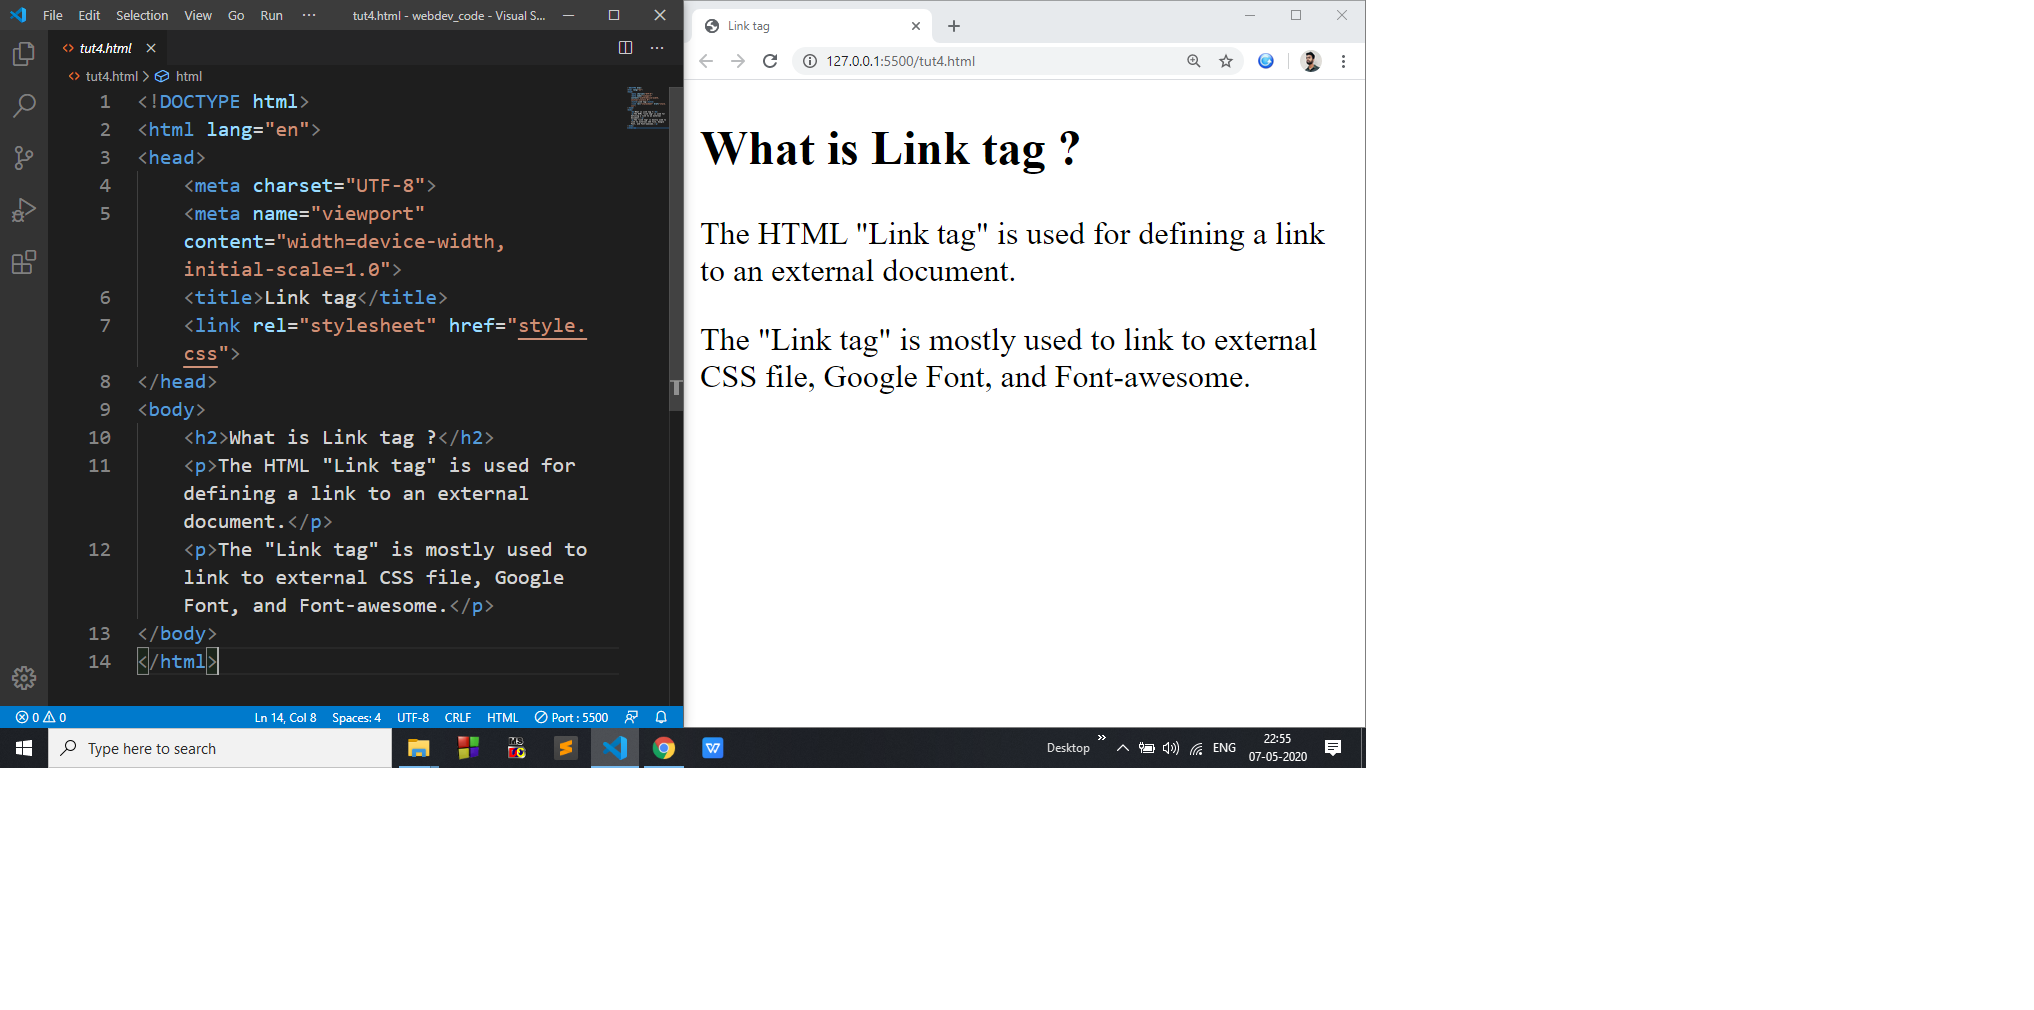 File Edit Selection View Go Run ··· tut4.html - webdev_code - Visual S...
tut4.html
tut4.html > html
1 <!DOCTYPE html>
2 <html lang="en">
3 <head>
4 <meta charset="UTF-8">
5 <meta name="viewport"
content="width=device-width,
initial-scale=1.0">
6 <title>Link tag</title>
7 <link rel="stylesheet" href="style.
css">
8 </head>
9 <body>
10 <h2>What is Link tag ?</h2>
11 <p>The HTML "Link tag" is used for
defining a link to an external
document.</p>
12 <p>The "Link tag" is mostly used to
link to external CSS file, Google
Font, and Font-awesome.</p>
13 </body>
14 </html>
0 0 Ln 14, Col 8 Spaces: 4 UTF-8 CRLF HTML Port : 5500
Link tag
127.0.0.1:5500/tut4.html
What is Link tag ?
The HTML "Link tag" is used for defining a link
to an external document.
The "Link tag" is mostly used to link to external
CSS file, Google Font, and Font-awesome.
Type here to search
Desktop » ENG 22:55
07-05-2020